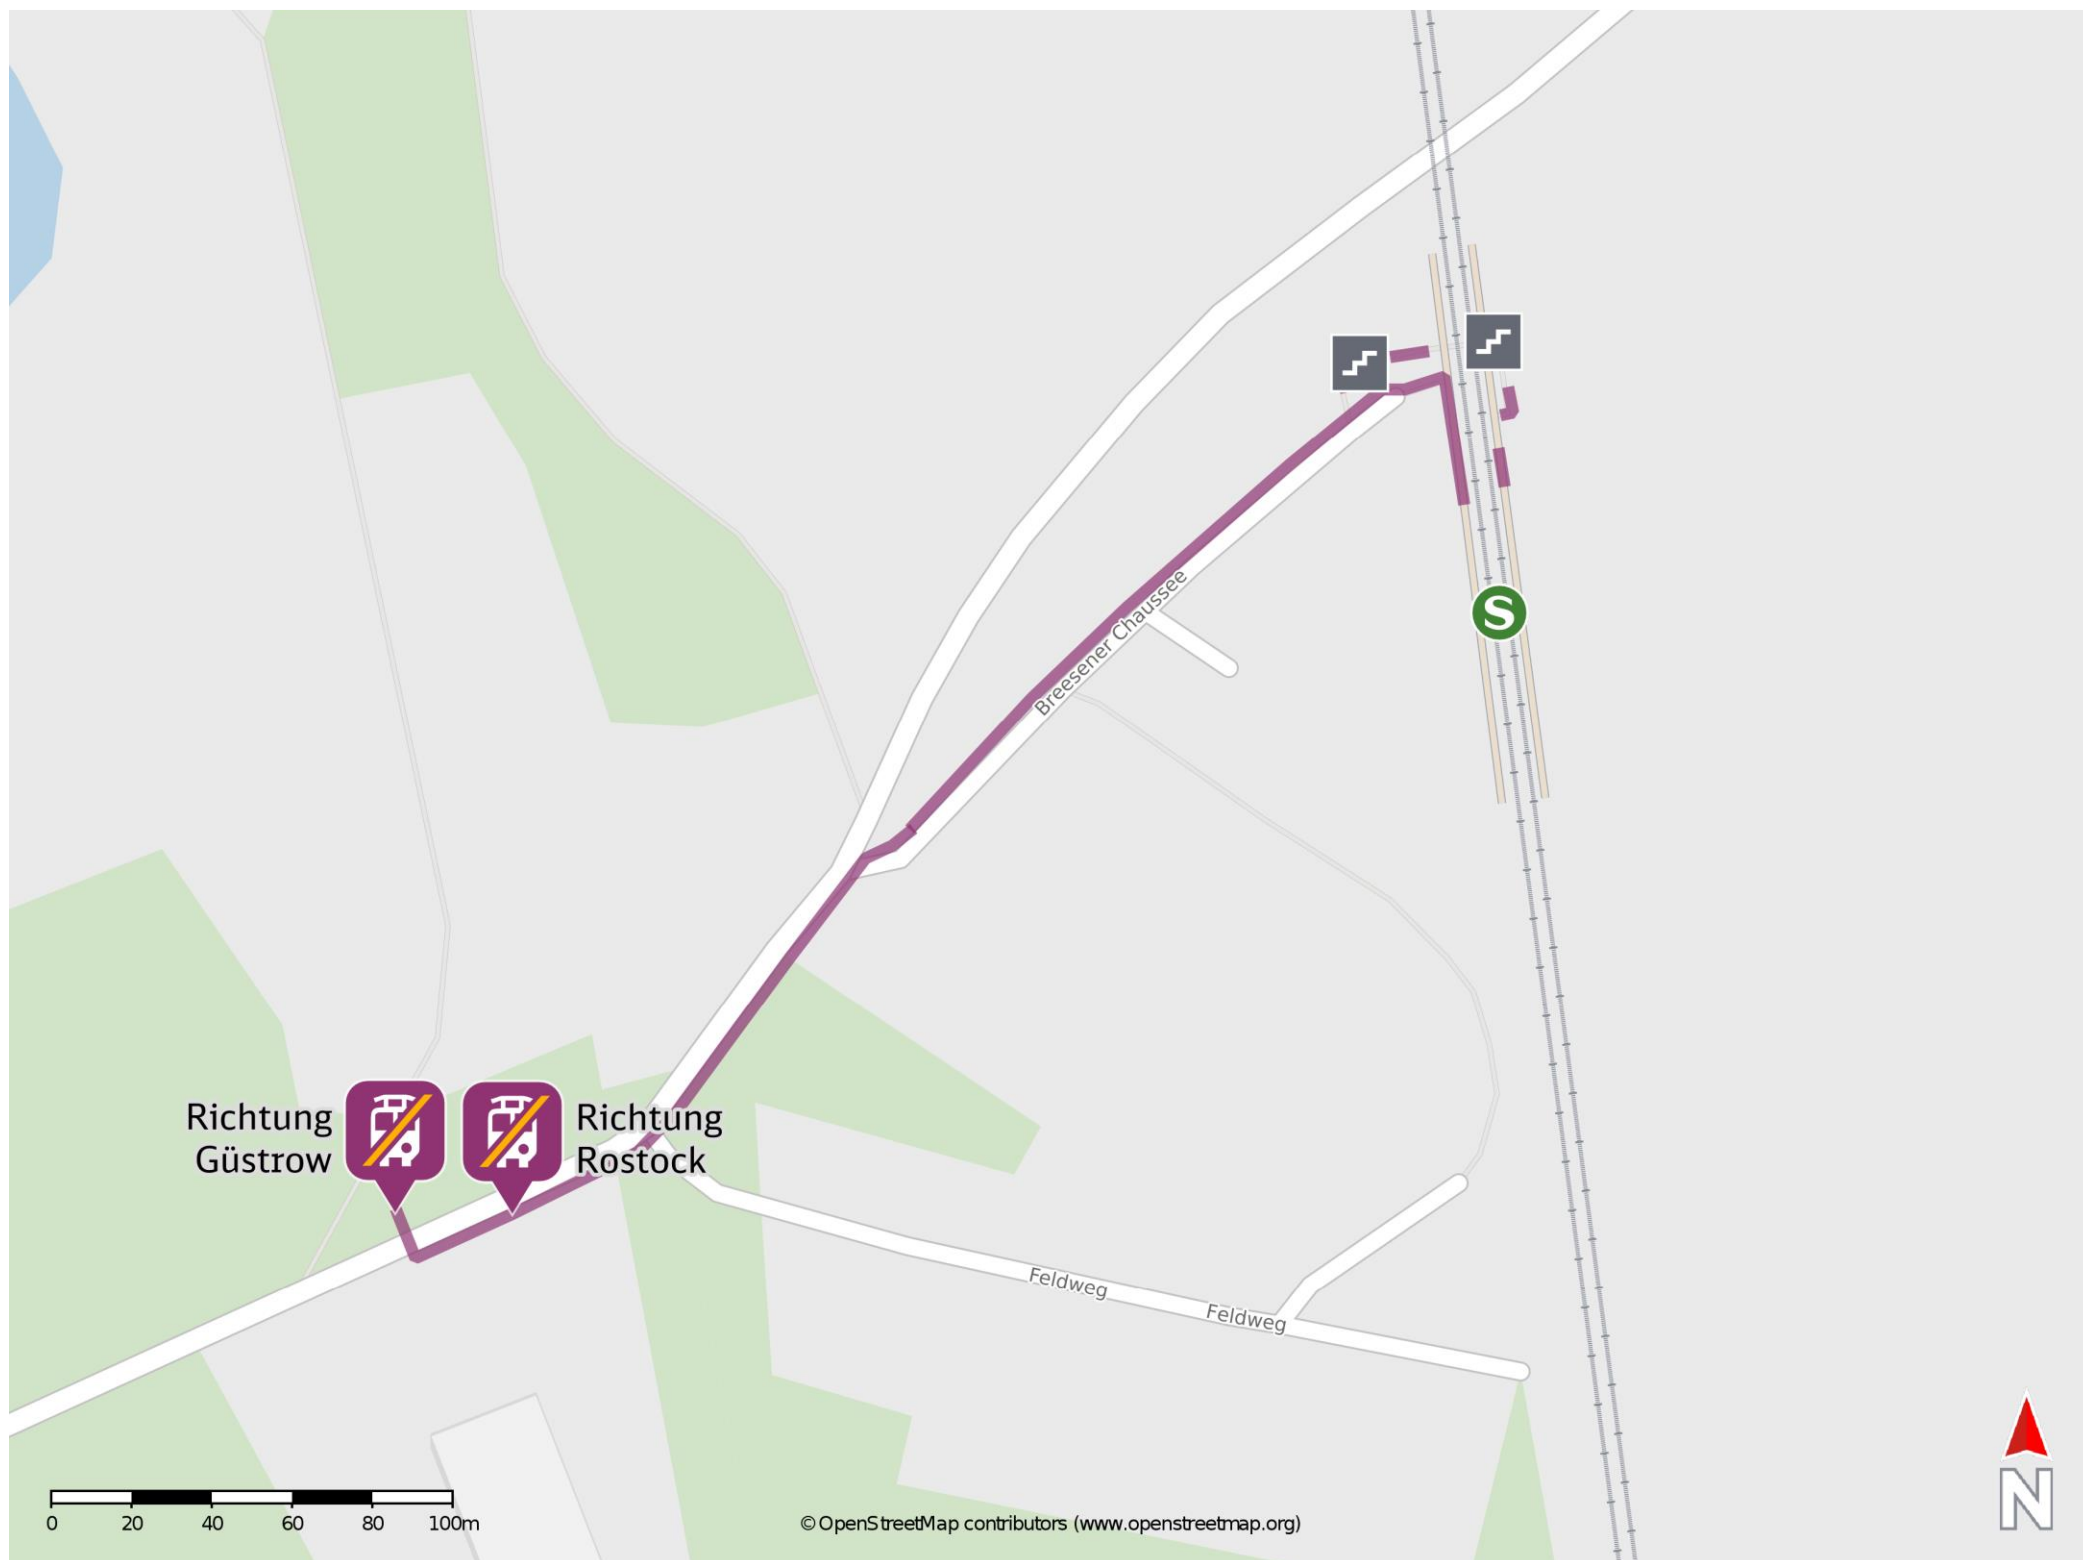 S
Breesener Chaussee
Richtung
Güstrow
Richtung
Rostock
Feldweg
Feldweg
0 20 40 60 80 100m
© OpenStreetMap contributors (www.openstreetmap.org)
N